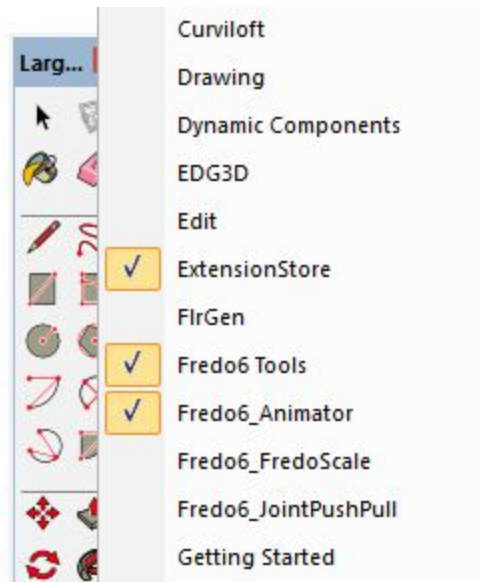 Larg...
Curviloft
Drawing
Dynamic Components
EDG3D
Edit
ExtensionStore
FlrGen
Fredo6 Tools
Fredo6_Animator
Fredo6_FredoScale
Fredo6_JointPushPull
Getting Started